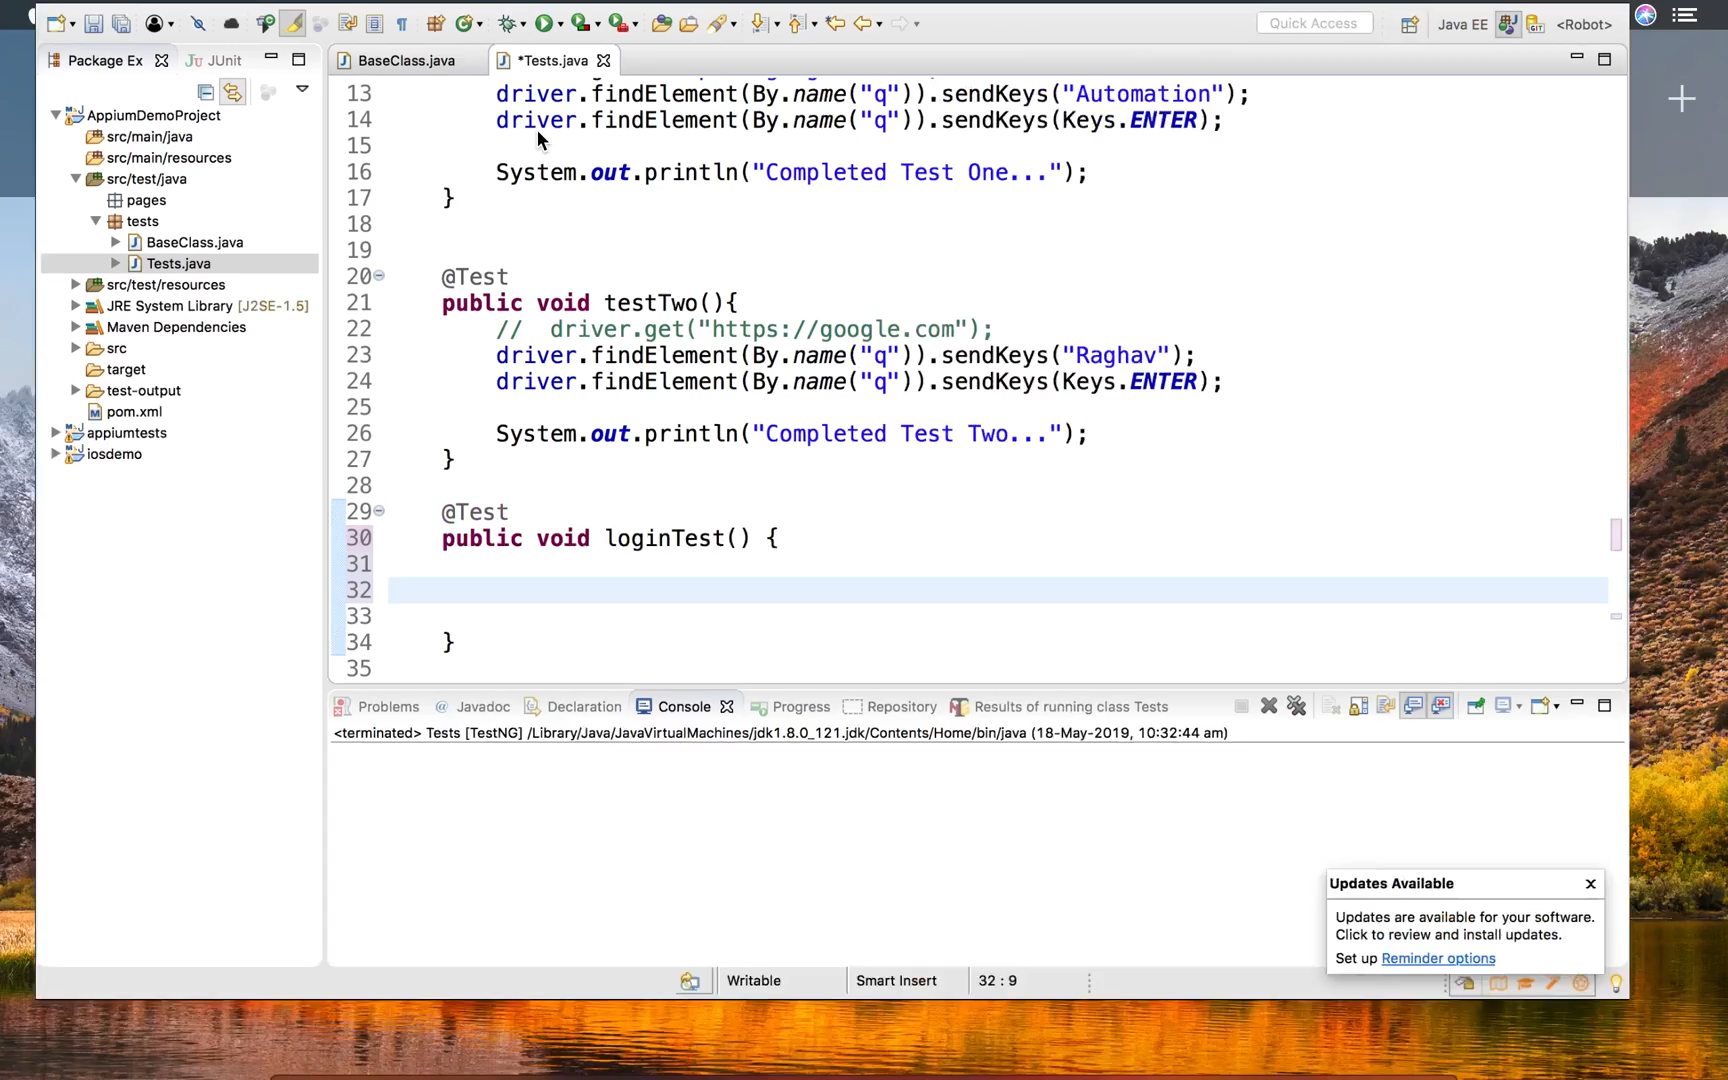 Quick Access
Java EE
<Robot>
Package Ex
JUnit
BaseClass.java
*Tests.java
AppiumDemoProject
src/main/java
src/main/resources
src/test/java
pages
tests
BaseClass.java
Tests.java
src/test/resources
JRE System Library [J2SE-1.5]
Maven Dependencies
src
target
test-output
pom.xml
appiumtests
iosdemo
13 driver.findElement(By.name("q")).sendKeys("Automation");
14 driver.findElement(By.name("q")).sendKeys(Keys.ENTER);
15
16 System.out.println("Completed Test One...");
17 }
18
19
20 @Test
21 public void testTwo(){
22 // driver.get("https://google.com");
23 driver.findElement(By.name("q")).sendKeys("Raghav");
24 driver.findElement(By.name("q")).sendKeys(Keys.ENTER);
25
26 System.out.println("Completed Test Two...");
27 }
28
29 @Test
30 public void loginTest() {
31
32
33
34 }
35
Problems @ Javadoc Declaration Console Progress Repository Results of running class Tests
<terminated> Tests [TestNG] /Library/Java/JavaVirtualMachines/jdk1.8.0_121.jdk/Contents/Home/bin/java (18-May-2019, 10:32:44 am)
Updates Available
Updates are available for your software.
Click to review and install updates.
Set up Reminder options
Writable
Smart Insert
32 : 9